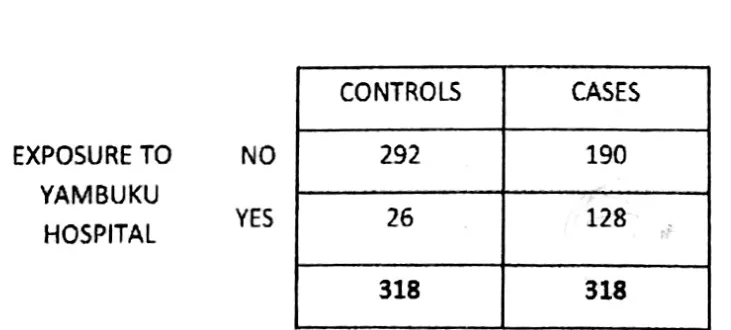 CONTROLS CASES
EXPOSURE TO NO 292 190
YAMBUKU
YES 26 128
HOSPITAL
318 318